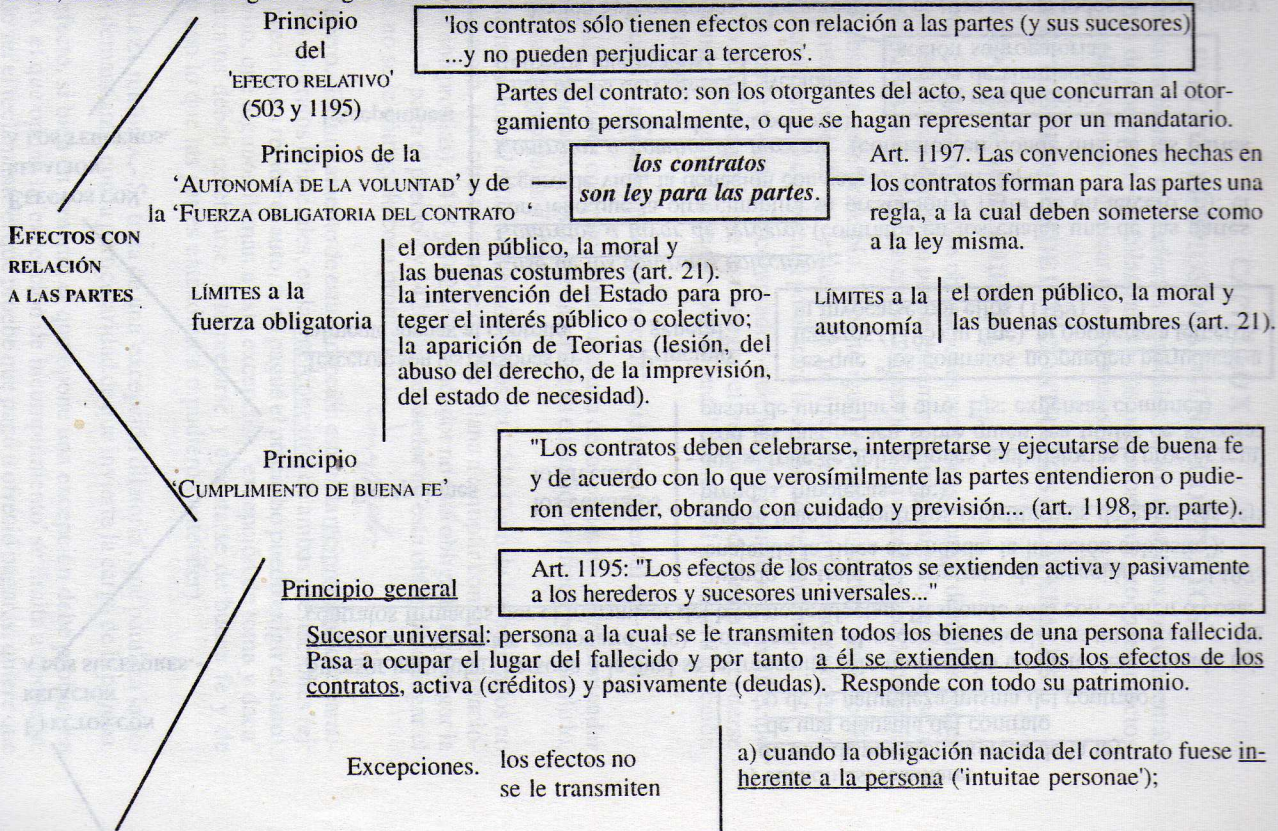 Principio
del
'EFECTO RELATIVO'
(503 y 1195)
'los contratos sólo tienen efectos con relación a las partes (y sus sucesores)
...y no pueden perjudicar a terceros'.
Partes del contrato: son los otorgantes del acto, sea que concurran al otor-
gamiento personalmente, o que se hagan representar por un mandatario.
Principios de la
'AUTONOMÍA DE LA VOLUNTAD' y de
la 'FUERZA OBLIGATORIA DEL CONTRATO'
los contratos
son ley para las partes.
Art. 1197. Las convenciones hechas en
los contratos forman para las partes una
regla, a la cual deben someterse como
a la ley misma.
EFECTOS CON
RELACIÓN
A LAS PARTES
LÍMITES a la
fuerza obligatoria
el orden público, la moral y
las buenas costumbres (art. 21).
la intervención del Estado para pro-
teger el interés público o colectivo;
la aparición de Teorias (lesión, del
abuso del derecho, de la imprevisión,
del estado de necesidad).
LÍMITES a la
autonomía
el orden público, la moral y
las buenas costumbres (art. 21).
Principio
'CUMPLIMIENTO DE BUENA FE'
"Los contratos deben celebrarse, interpretarse y ejecutarse de buena fe
y de acuerdo con lo que verosímilmente las partes entendieron o pudie-
ron entender, obrando con cuidado y previsión... (art. 1198, pr. parte).
Principio general
Art. 1195: "Los efectos de los contratos se extienden activa y pasivamente
a los herederos y sucesores universales..."
Sucesor universal: persona a la cual se le transmiten todos los bienes de una persona fallecida.
Pasa a ocupar el lugar del fallecido y por tanto a él se extienden todos los efectos de los
contratos, activa (créditos) y pasivamente (deudas). Responde con todo su patrimonio.
Excepciones.
los efectos no
se le transmiten
a) cuando la obligación nacida del contrato fuese in-
herente a la persona ('intuitae personae');